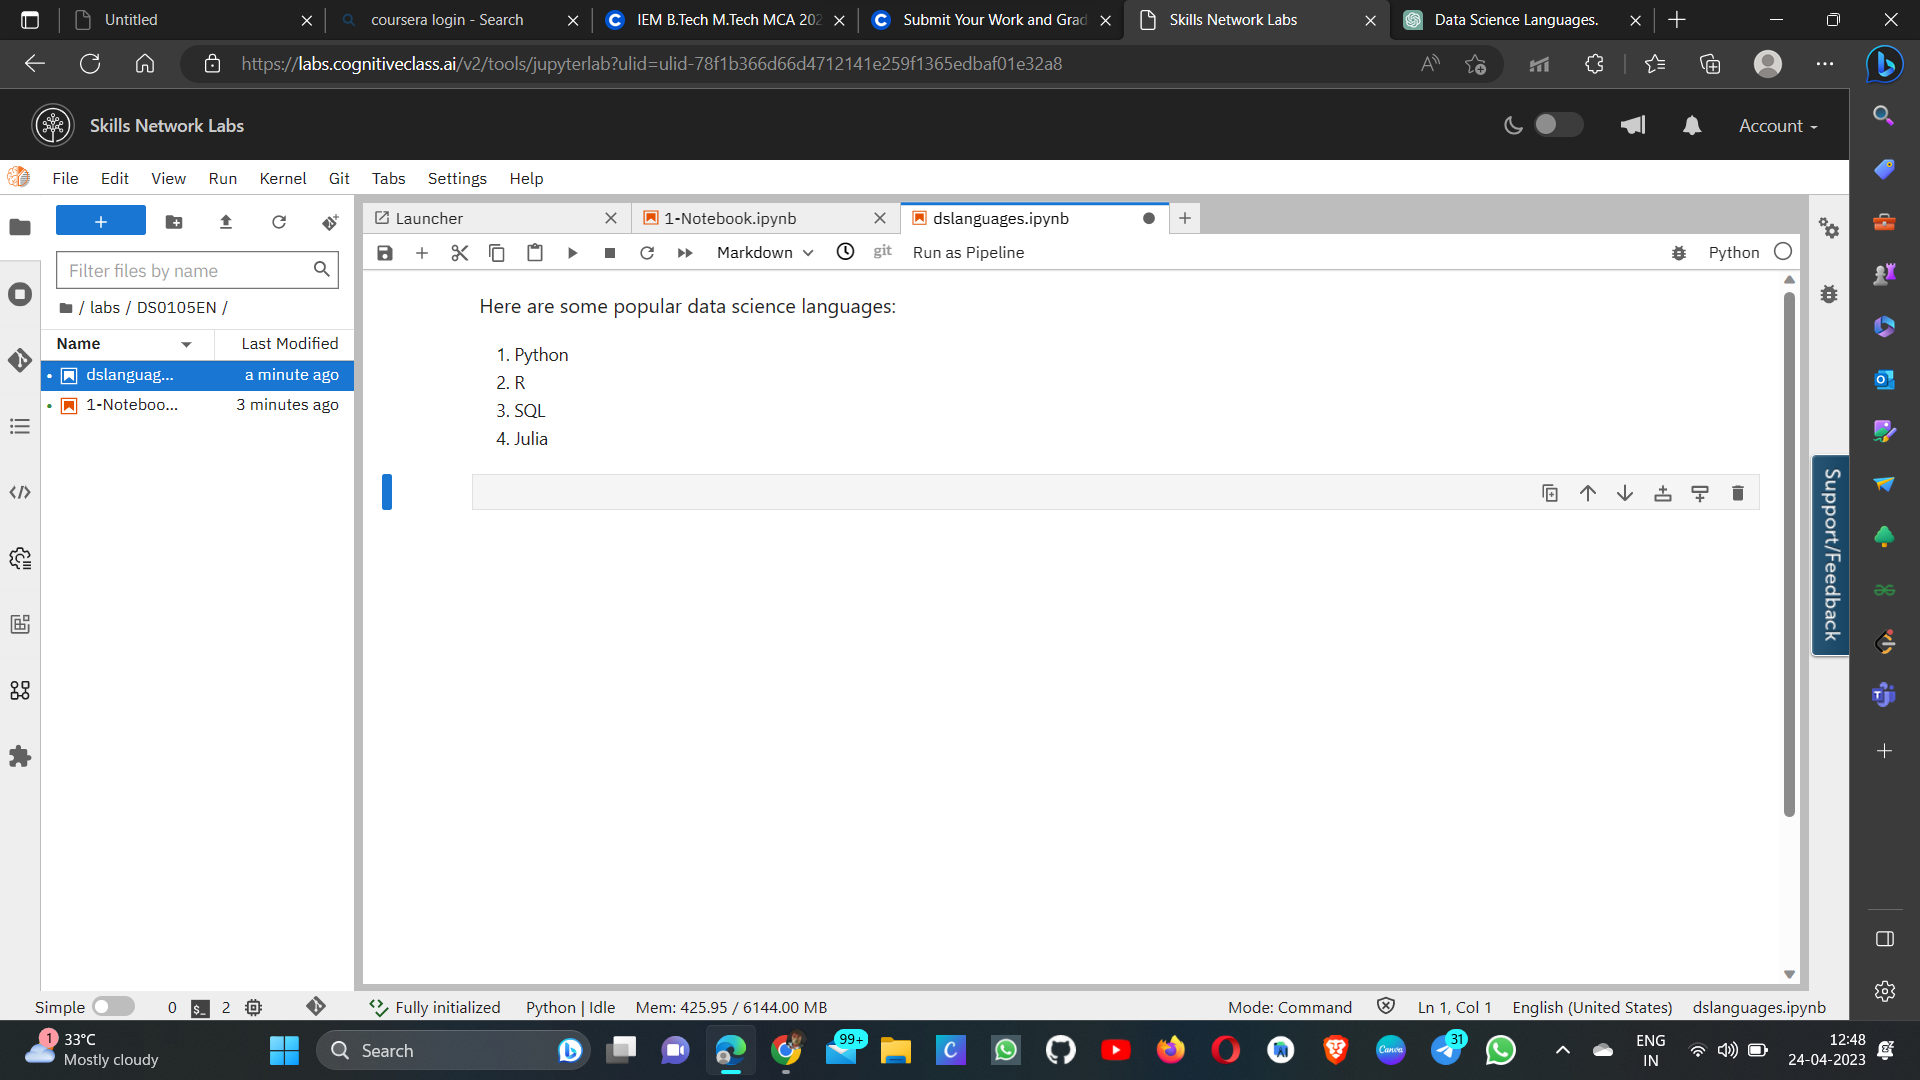 Untitled
coursera login - Search
IEM B.Tech M.Tech MCA 202
Submit Your Work and Grad
Skills Network Labs
Data Science Languages.
https://labs.cognitiveclass.ai/v2/tools/jupyterlab?ulid=ulid-78f1b366d66d4712141e259f1365edbaf01e32a8
Skills Network Labs
Account
File Edit View Run Kernel Git Tabs Settings Help
Launcher
1-Notebook.ipynb
dslanguages.ipynb
Markdown
git
Run as Pipeline
Python
Filter files by name
/ labs / DS0105EN /
Name Last Modified
dslanguag... a minute ago
1-Noteboo... 3 minutes ago
Here are some popular data science languages:
1. Python
2. R
3. SQL
4. Julia
Support/Feedback
Simple 0 $_ 2
Fully initialized Python | Idle Mem: 425.95 / 6144.00 MB
Mode: Command Ln 1, Col 1 English (United States) dslanguages.ipynb
1
33°C
Mostly cloudy
Search
99+
C
Canva
31
ENG
IN
12:48
24-04-2023